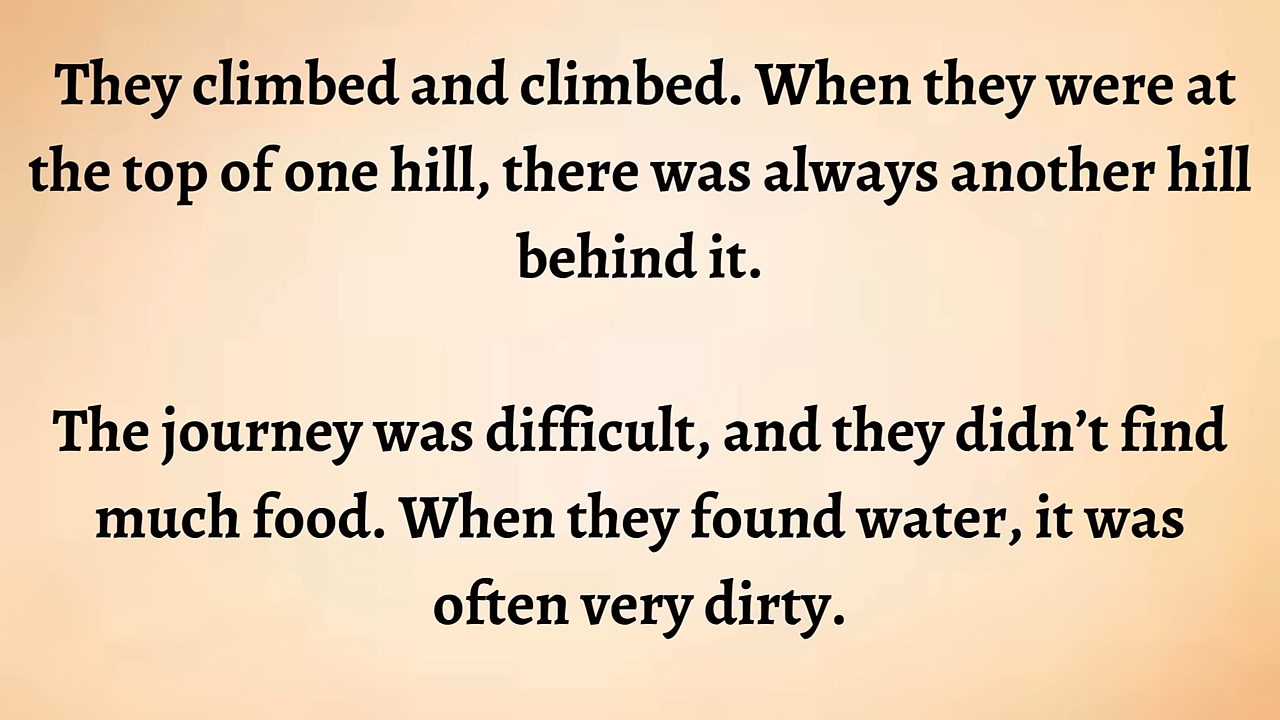 They climbed and climbed. When they were at
the top of one hill, there was always another hill
behind it.
The journey was difficult, and they didn’t find
much food. When they found water, it was
often very dirty.